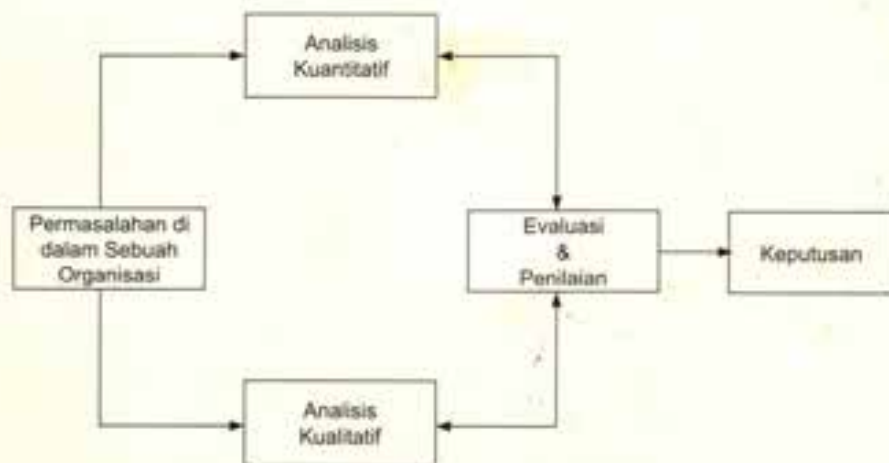 Analisis
Kuantitatif
Permasalahan di
dalam Sebuah
Organisasi
Evaluasi
&
Penilaian
Keputusan
Analisis
Kualitatif